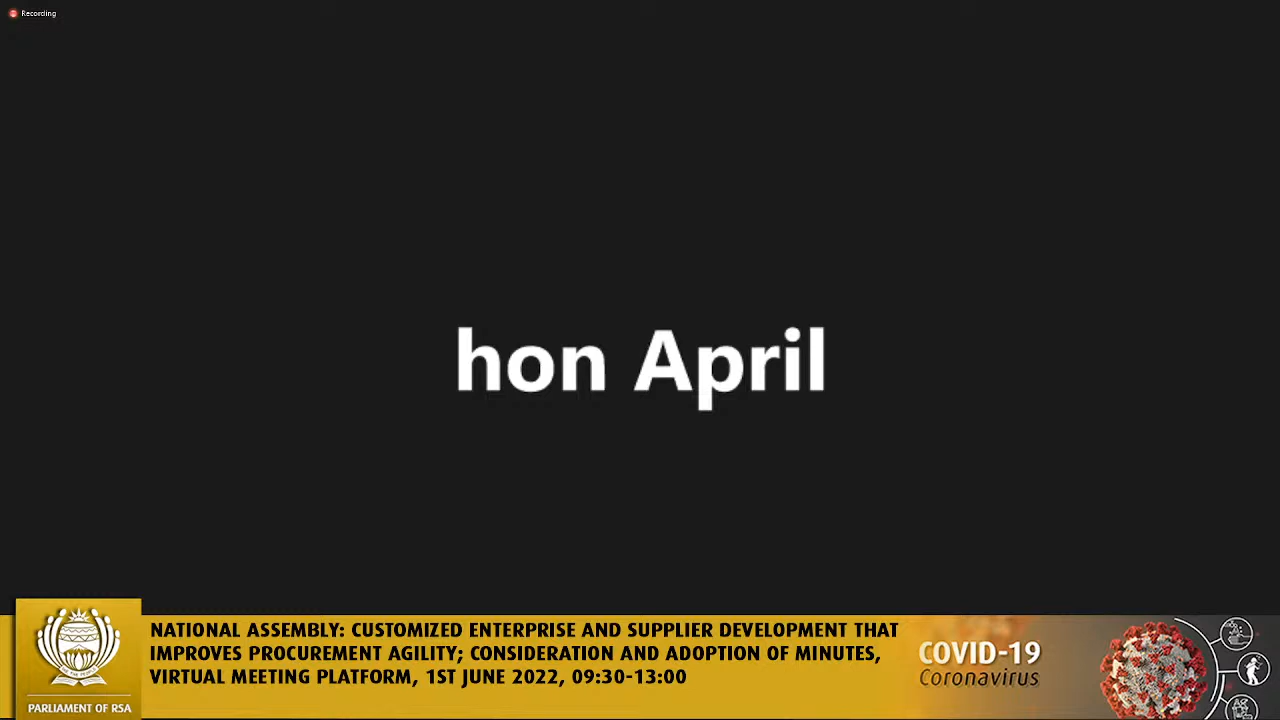 Recording
hon April
NATIONAL ASSEMBLY: CUSTOMIZED ENTERPRISE AND SUPPLIER DEVELOPMENT THAT
IMPROVES PROCUREMENT AGILITY; CONSIDERATION AND ADOPTION OF MINUTES,
VIRTUAL MEETING PLATFORM, 1ST JUNE 2022, 09:30-13:00
COVID-19
Coronavirus
PARLIAMENT OF RSA